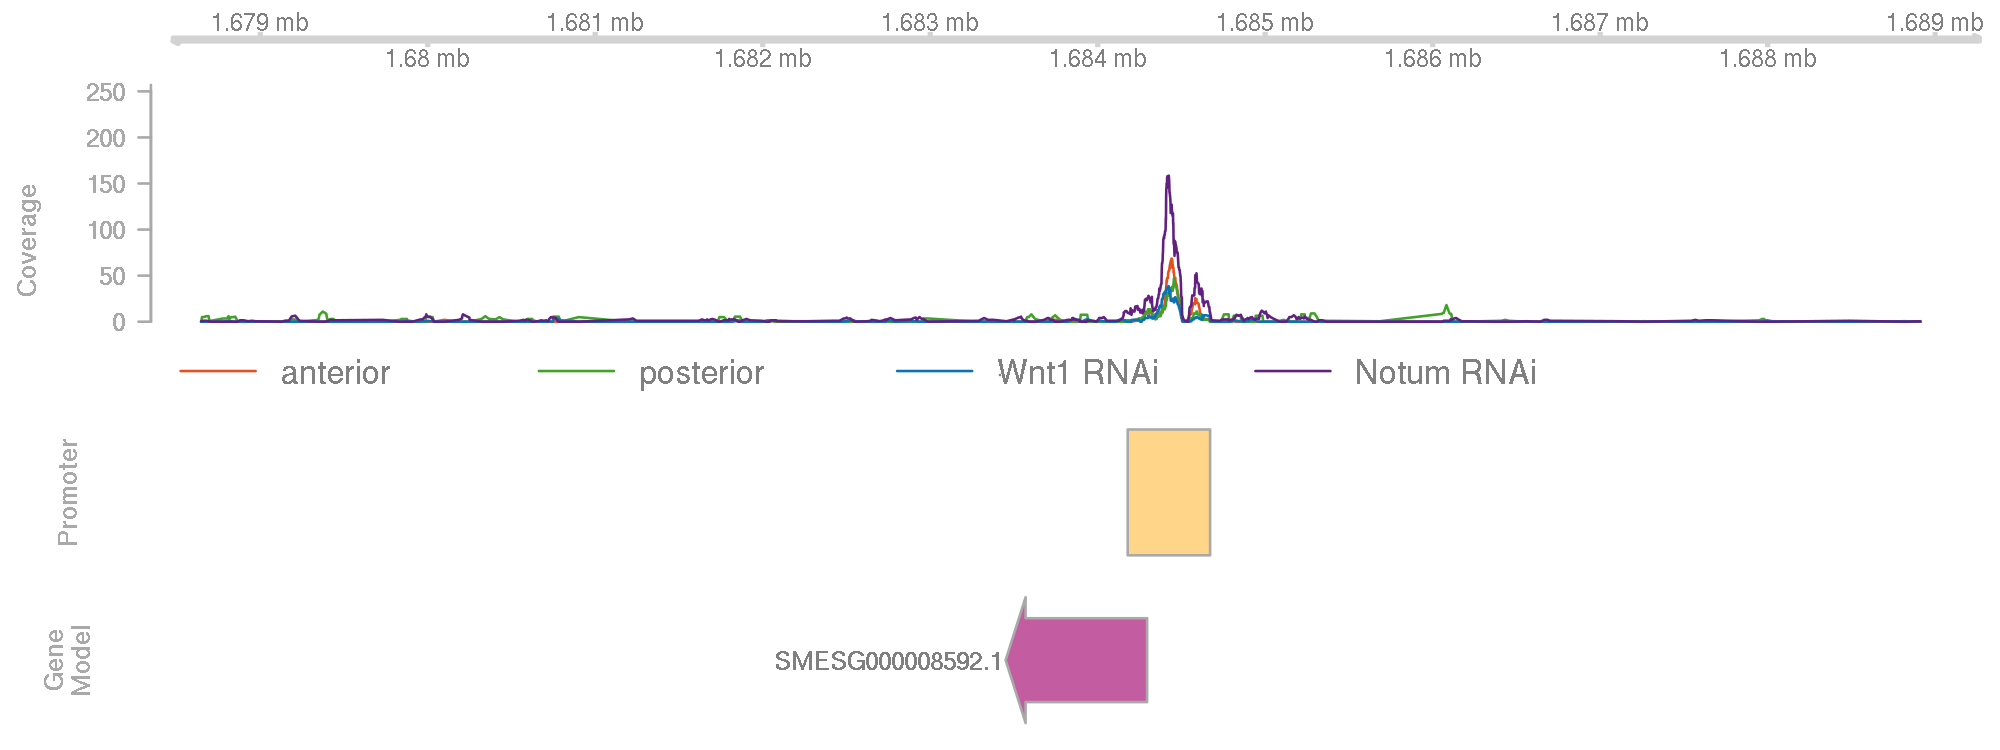 1.679 mb 1.681 mb 1.683 mb 1.685 mb 1.687 mb 1.689 mb
1.68 mb 1.682 mb 1.684 mb 1.686 mb 1.688 mb
250
200
150
100
50
0
Coverage
anterior posterior Wnt1 RNAi Notum RNAi
Promoter
Gene
Model
SMESG000008592.1